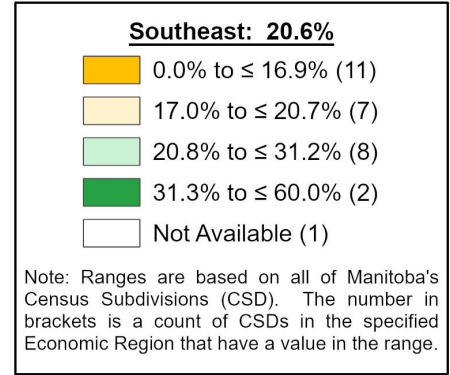 Southeast: 20.6%
0.0% to ≤ 16.9% (11)
17.0% to ≤ 20.7% (7)
20.8% to ≤ 31.2% (8)
31.3% to ≤ 60.0% (2)
Not Available (1)
Note: Ranges are based on all of Manitoba's
Census Subdivisions (CSD). The number in
brackets is a count of CSDs in the specified
Economic Region that have a value in the range.